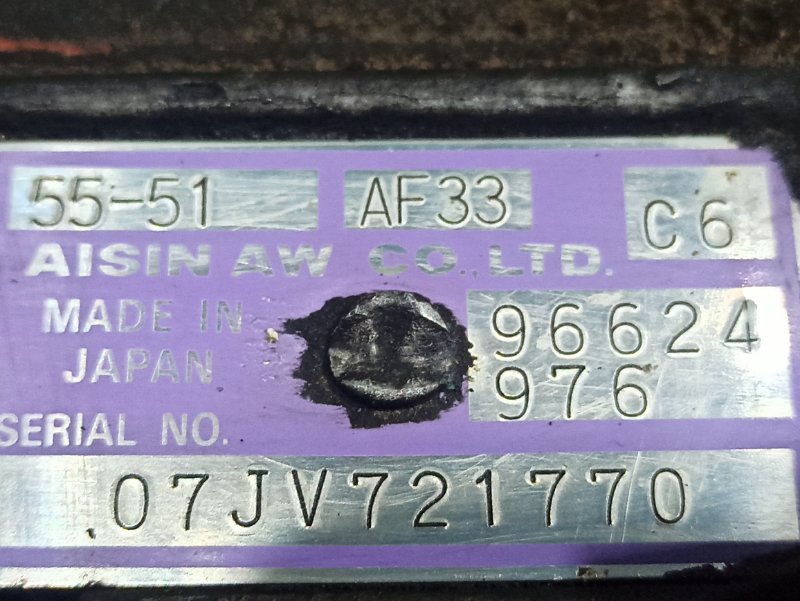 55-51 AF33 C6
AISIN AW CO.,LTD.
MADE IN
JAPAN
96624
976
SERIAL NO.
07JV721770